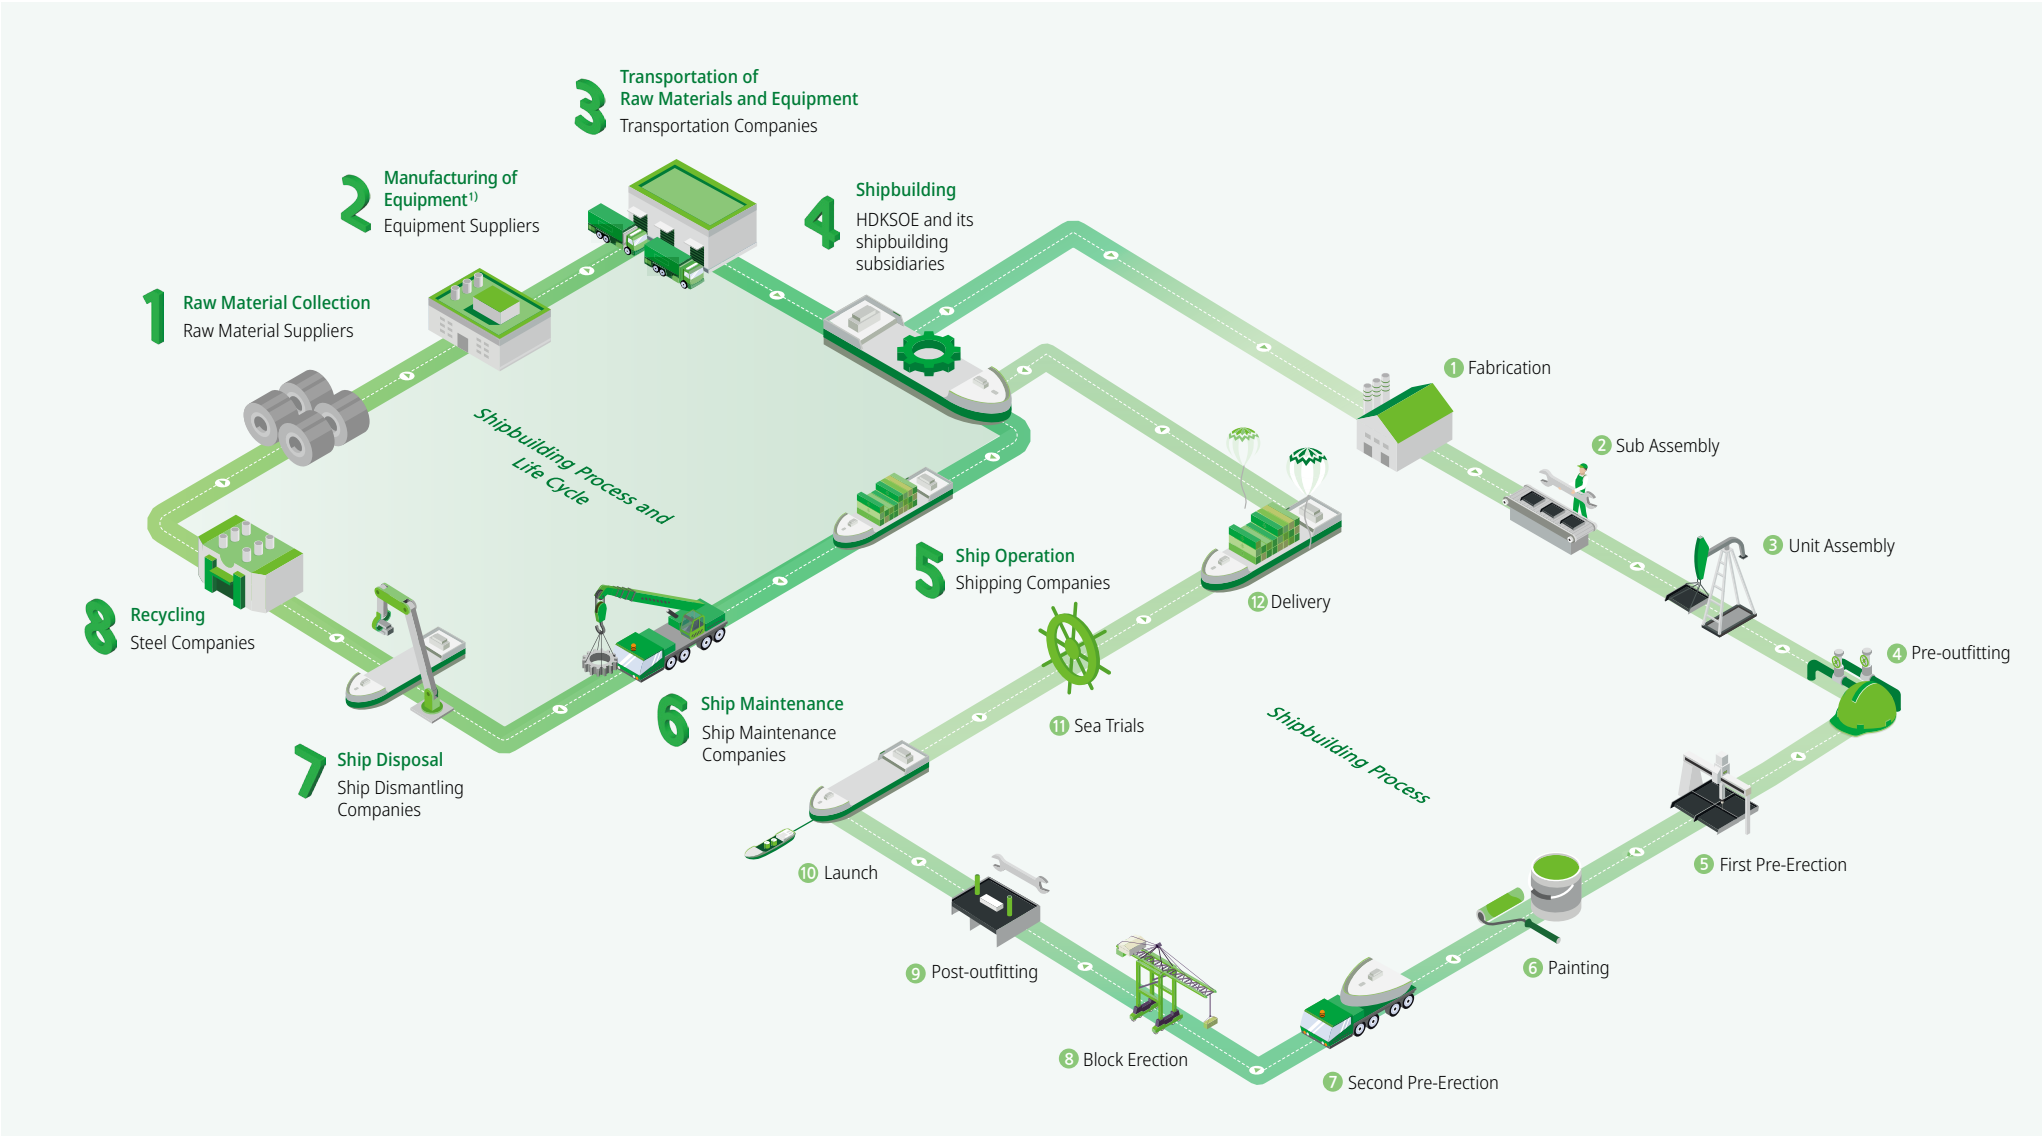 3
Transportation of
Raw Materials and Equipment
Transportation Companies
2
Manufacturing of
Equipment¹⁾
Equipment Suppliers
4
Shipbuilding
HDKSOE and its
shipbuilding
subsidiaries
1
Raw Material Collection
Raw Material Suppliers
Shipbuilding Process and
Life Cycle
8
Recycling
Steel Companies
7
Ship Disposal
Ship Dismantling
Companies
6
Ship Maintenance
Ship Maintenance
Companies
5
Ship Operation
Shipping Companies
1 Fabrication
2 Sub Assembly
3 Unit Assembly
4 Pre-outfitting
5 First Pre-Erection
6 Painting
7 Second Pre-Erection
8 Block Erection
9 Post-outfitting
10 Launch
11 Sea Trials
12 Delivery
Shipbuilding Process